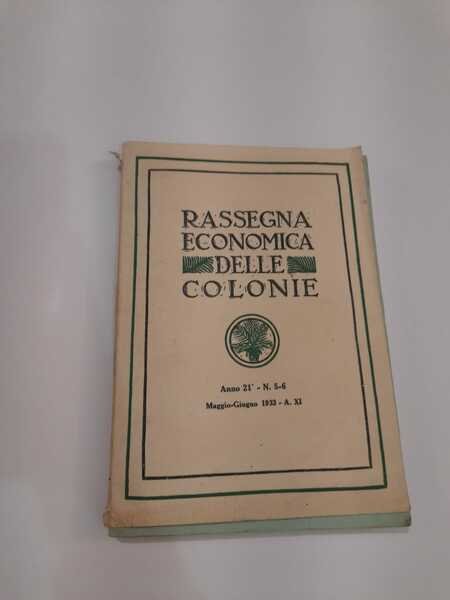 RASSEGNA
ECONOMICA
DELLE
COLONIE
Anno 21° - N. 5-6
Maggio-Giugno 1933 - A. XI